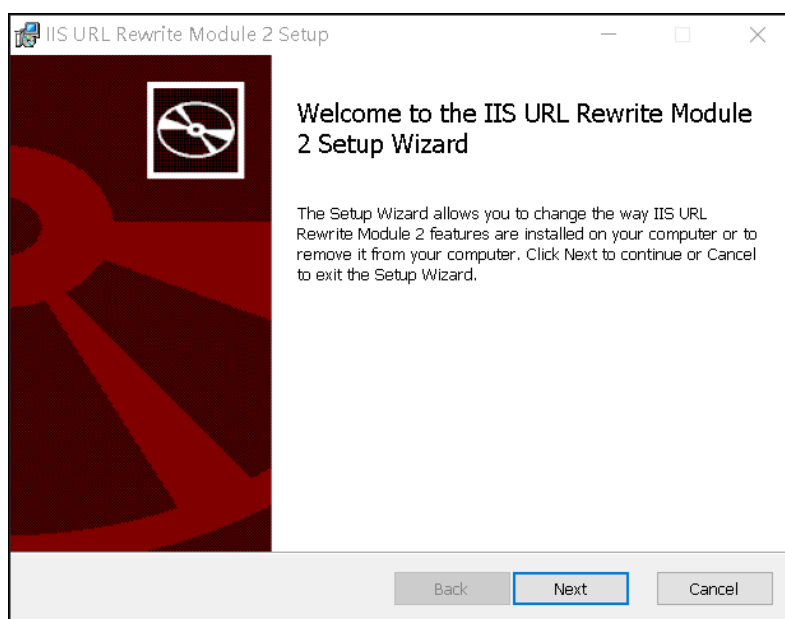 IIS URL Rewrite Module 2 Setup
Welcome to the IIS URL Rewrite Module
2 Setup Wizard
The Setup Wizard allows you to change the way IIS URL
Rewrite Module 2 features are installed on your computer or to
remove it from your computer. Click Next to continue or Cancel
to exit the Setup Wizard.
Back Next Cancel